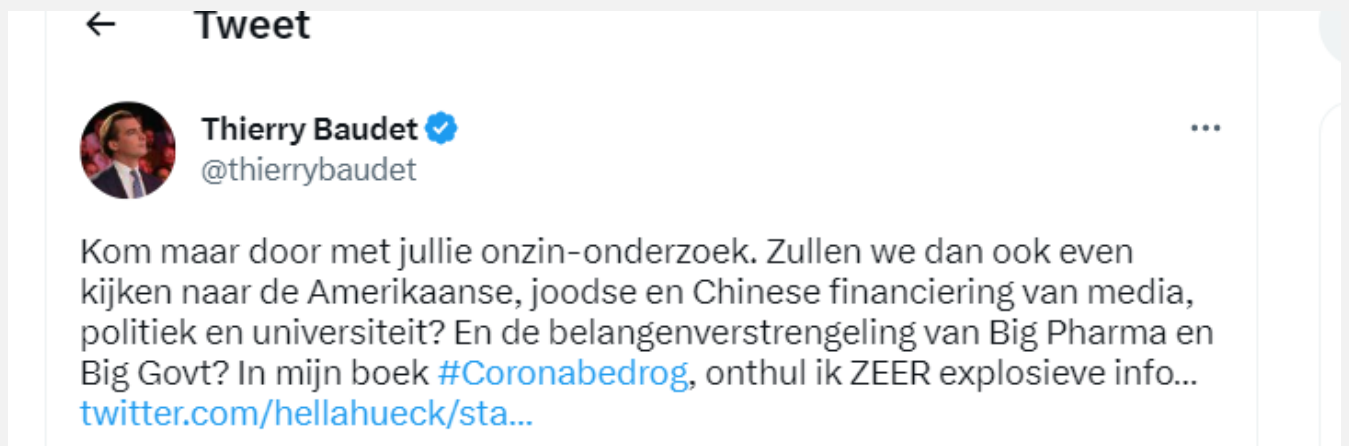 ← Tweet
Thierry Baudet
@thierrybaudet
...
Kom maar door met jullie onzin-onderzoek. Zullen we dan ook even
kijken naar de Amerikaanse, joodse en Chinese financiering van media,
politiek en universiteit? En de belangenverstrengeling van Big Pharma en
Big Govt? In mijn boek #Coronabedrog, onthul ik ZEER explosieve info...
twitter.com/hellahueck/sta...